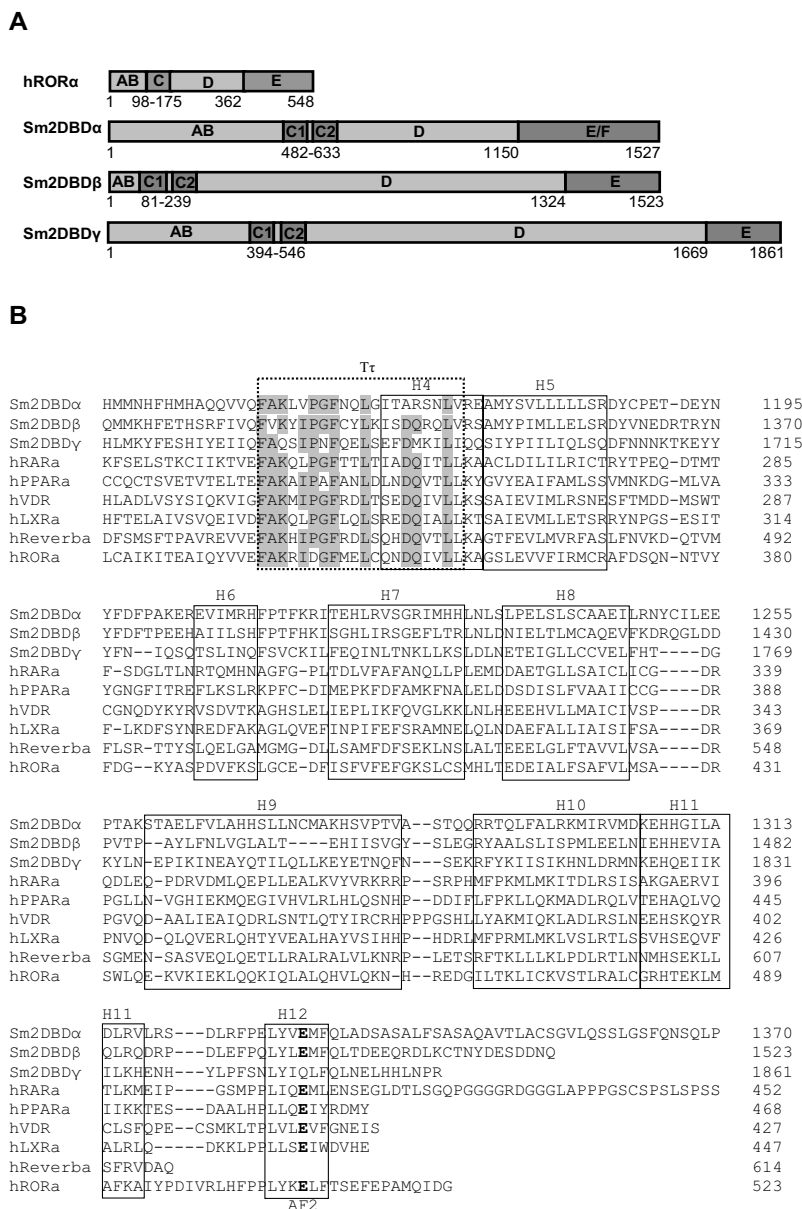 A
hRORα AB C D E
1 98-175 362 548
Sm2DBDα AB C1 C2 D E/F
1 482-633 1150 1527
Sm2DBDβ AB C1 C2 D E
1 81-239 1324 1523
Sm2DBDγ AB C1 C2 D E
1 394-546 1669 1861
B
Tτ
H4 H5
Sm2DBDα HMMNHFHMHAQQVVQFAKLVPGFNQLGITARSNLVREAMYSVLLLLLSRDYCPET-DEYN 1195
Sm2DBDβ QMMKHFETHSRFIVQFVKYIPGFCYLKISDQRQLVRSAMYPIMLLELSRDYVNEDRTRYN 1370
Sm2DBDγ HLMKYFESHIYEIIQFAQSIPNFQELSEFDMKILIQQSIYPIILIQLSQDFNNNKTKEYY 1715
hRARa KFSELSTKCIIKTVEFAKQLPGFTTLTIADQITLLKAACLDILILRICTRYTPEQ-DTMT 285
hPPARa CCQCTSVETVTELTEFAKAIPAFANLDLNDQVTLLKYGVYEAIFAMLSSVMNKDG-MLVA 333
hVDR HLADLVSYSIQKVIGFAKMIPGFRDLTSEDQIVLLKSSAIEVIMLRSNESFTMDD-MSWT 287
hLXRa HFTELAIVSVQEIVDFAKQLPGFLQLSREDQIALLKTSAIEVMLLETSRRYNPGS-ESIT 314
hReverba DFSMSFTPAVREVVEFAKHIPGFRDLSQHDQVTLLKAGTFEVLMVRFASLFNVKD-QTVM 492
hRORa LCAIKITEAIQYVVEFAKRIDGFMELCQNDQIVLLKAGSLEVVFIRMCRAFDSQN-NTVY 380
H6 H7 H8
Sm2DBDα YFDFPAKEREVIMRHFPTFKRITEHLRVSGRIMHHLNLSLPELSLSCAAEILRNYCILEE 1255
Sm2DBDβ YFDFTPEEHAIILSHFPTFHKISGHLIRSGEFLTRLNLDNIELTLMCAQEVFKDRQGLDD 1430
Sm2DBDγ YFN--IQSQTSLINQFSVCKILFEQINLTNKLLKSLDLNHETEIGLLCCVELFHT---DG 1769
hRARa F-SDGLTLNRTQMHNAGFG-PLTDLVFAFANQLLPLEMDDAETGLLSAICLICG----DR 339
hPPARa YGNGFITREFLKSLRKPFC-DIMEPKFDFAMKFNALELDDSDISLFVAAIICCG----DR 388
hVDR CGNQDYKYRVSDVTKAGHSLELIEPLIKFQVGLKKLNLHEEEHVLLMAICIVSP----DR 343
hLXRa F-LKDFSYNREDFAKAGLQVEFINPIFEFSRAMNELQLNDAEFALLIAISIFSA----DR 369
hReverba FLSR-TTYSLQELGAMGMG-DLLSAMFDFSEKLNSLALTEEELGLFTAVVLVSA----DR 548
hRORa FDG--KYASPDVFKSLGCE-DFISFVFEFGKSLCSMHLTEDEIALFSAFVLMSA----DR 431
H9 H10 H11
Sm2DBDα PTAKSTAELFVLAHHSLLNCMAKHSVPTVA--STQQRRTQLFALRKMIRVMDKEHHGILA 1313
Sm2DBDβ PVTP--AYLFNLVGLALT----EHIISVGY--SLEGRYAALSLISPMLEELNIEHHEVIA 1482
Sm2DBDγ KYLN-EPIKINEAYQTILQLLKEYETNQFN---SEKRFYKIISIKHNLDRMNKEHQEIIK 1831
hRARa QDLEQ-PDRVDMLQEPLLEALKVYVRKRRP--SRPHMFPKMLMKITDLRSISAKGAERVI 396
hPPARa PGLLN-VGHIEKMQEGIVHVLRLHLQSNHP--DDIFLFPKLLQKMADLRQLVTEHAQLVQ 445
hVDR PGVQD-DAALIEAIQDRLSNTLQTYIRCRHPPPGSHLLYAKMIQKLADLRSLNEEHSKQYR 402
hLXRa PNVQD-QLQVERLQHTYVEALHAYVSIHHP--HDRLMFPRMLMKLVSLRTLSSVHSEQVF 426
hReverba SGMEN-SASVEQLQETLLRALRALVLKNRP--LETSRFTKLLLKLPDLRTLNNMHSEKLL 607
hRORa SWLQE-KVKIEKLQQKIQLALQHVLQKN-H--REDGILTKLICKVSTLRALCGRHTEKLM 489
H11 H12
Sm2DBDα DLRVLRS---DLRFPELYVEMFQLADSASALFSASAQAVTLACSGVLQSSLGSFQNSQLP 1370
Sm2DBDβ QLRQDRP---DLEFPQLYLEMFQLTDEEQRDLKCTNYDESDDNQ 1523
Sm2DBDγ ILKHENH---YLPFSNLYIQLFQLNELHHLNPR 1861
hRARa TLKMEIP----GSMPPLIQEMLENSEGLDTLSGQPGGGGRDGGGLAPPPGSCSPSLSPSS 452
hPPARa IIKKTES---DAALHPLLQEIYRDMY 468
hVDR CLSFQPE--CSMKLTPLVLEVFGNEIS 427
hLXRa ALRLQ-----DKKLPPLLSEIWDVHE 447
hReverba SFRVDAQ 614
hRORa AFKAIYPDIVRLHFPPLYKELFTSEFEPAMQIDG 523
AF2